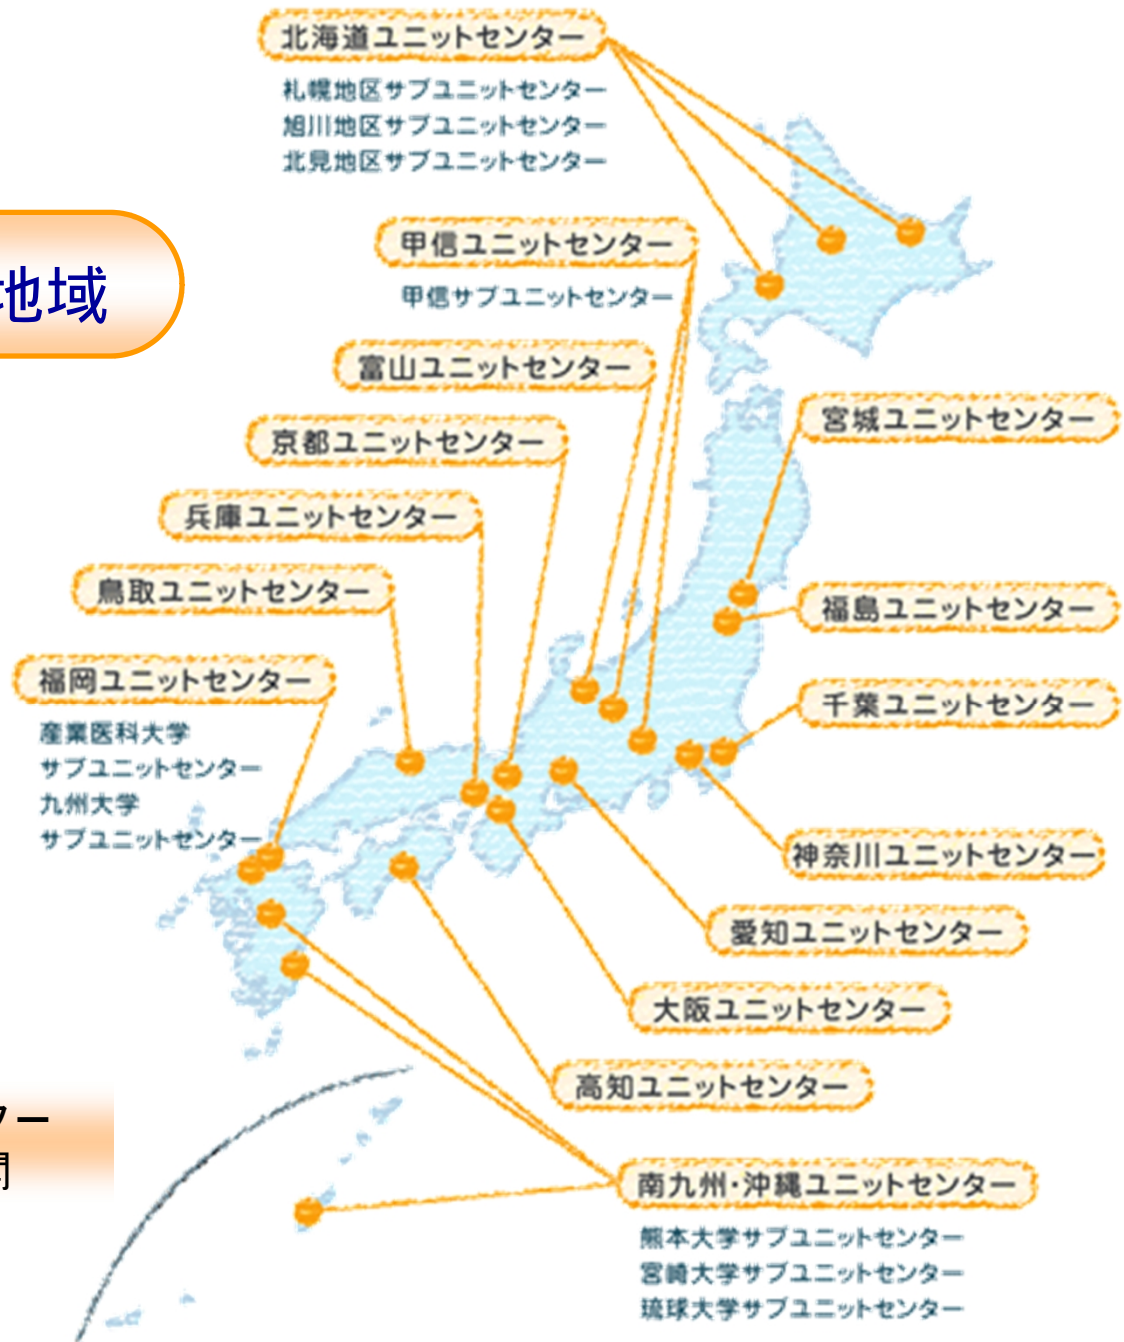 北海道ユニットセンター
札幌地区サブユニットセンター
旭川地区サブユニットセンター
北見地区サブユニットセンター
甲信ユニットセンター
甲信サブユニットセンター
地域
富山ユニットセンター
宮城ユニットセンター
京都ユニットセンター
兵庫ユニットセンター
鳥取ユニットセンター
福島ユニットセンター
福岡ユニットセンター
産業医科大学
サブユニットセンター
九州大学
サブユニットセンター
千葉ユニットセンター
神奈川ユニットセンター
愛知ユニットセンター
大阪ユニットセンター
高知ユニットセンター
ター
南九州・沖縄ユニットセンター
熊本大学サブユニットセンター
宮崎大学サブユニットセンター
琉球大学サブユニットセンター